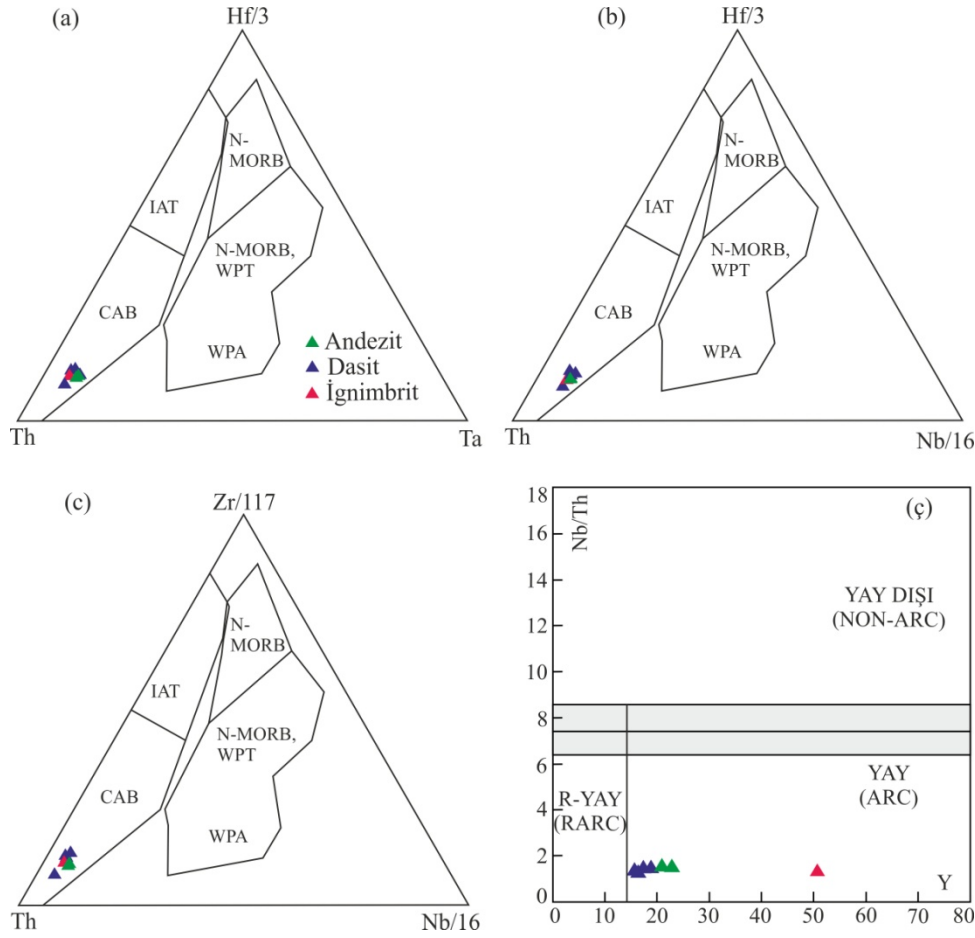 (a)
Hf/3
N-
MORB
IAT
N-MORB,
WPT
CAB
WPA
Andezit
Dasit
İgnimbrit
Th
Ta
(b)
Hf/3
N-
MORB
IAT
N-MORB,
WPT
CAB
WPA
Th
Nb/16
(c)
Zr/117
N-
MORB
IAT
N-MORB,
WPT
CAB
WPA
Th
Nb/16
(ç)
Nb/Th
18
16
14
12
10
8
6
4
2
0
YAY DIŞI
(NON-ARC)
R-YAY
(RARC)
YAY
(ARC)
Y
0 10 20 30 40 50 60 70 80